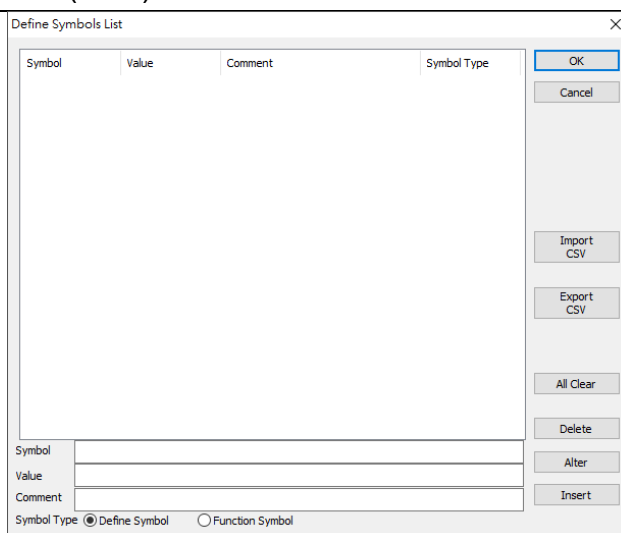 Define Symbols List
Symbol Value Comment Symbol Type
OK
Cancel
Import
CSV
Export
CSV
All Clear
Delete
Symbol
Alter
Value
Comment
Insert
Symbol Type Define Symbol Function Symbol